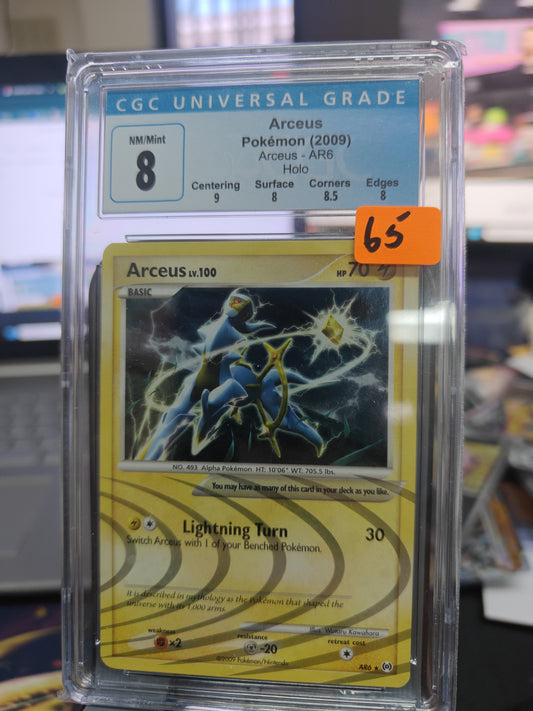 CGC UNIVERSAL GRADE
NM/Mint
8
Arceus
Pokémon (2009)
Arceus - AR6
Holo
Centering Surface Corners Edges
9 8 8.5 8
65
Arceus LV.100
HP 70
BASIC
NO. 493 Alpha Pokémon. HT: 10'06" WT: 705.5 lbs.
You may have as many of this card in your deck as you like.
Lightning Turn 30
Switch Arceus with 1 of your Benched Pokémon.
It is described in mythology as the Pokémon that shaped the
universe with its 1,000 arms.
Illus. Wataru Kawahara
weakness resistance retreat cost
×2 -20
©2009 Pokémon/Nintendo
AR6